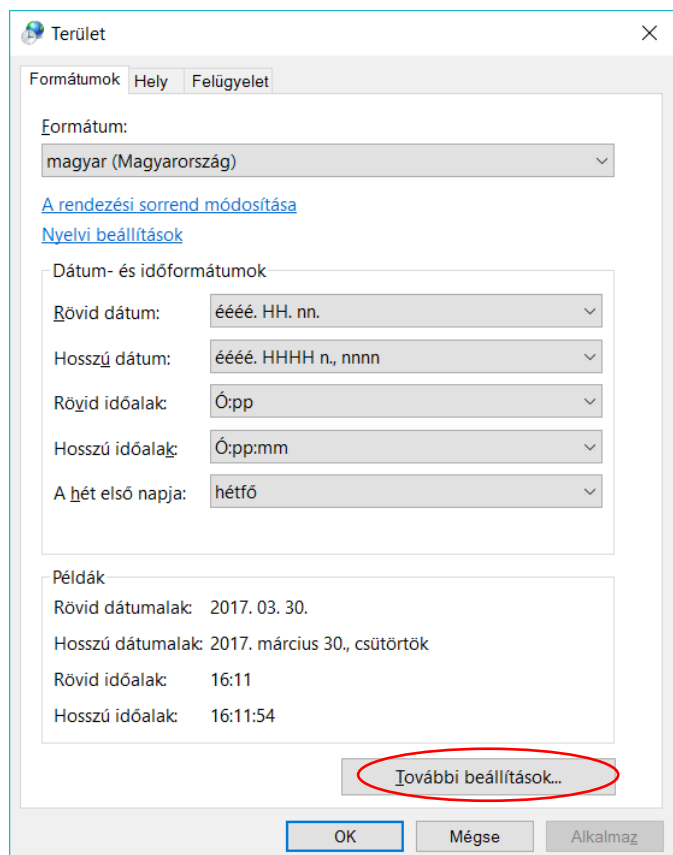 Terület
Formátumok Hely Felügyelet
Formátum:
magyar (Magyarország)
A rendezési sorrend módosítása
Nyelvi beállítások
Dátum- és időformátumok
Rövid dátum: éééé. HH. nn.
Hosszú dátum: éééé. HHHH n., nnnn
Rövid időalak: Ó:pp
Hosszú időalak: Ó:pp:mm
A hét első napja: hétfő
Példák
Rövid dátumalak: 2017. 03. 30.
Hosszú dátumalak: 2017. március 30., csütörtök
Rövid időalak: 16:11
Hosszú időalak: 16:11:54
További beállítások...
OK Mégse Alkalmaz